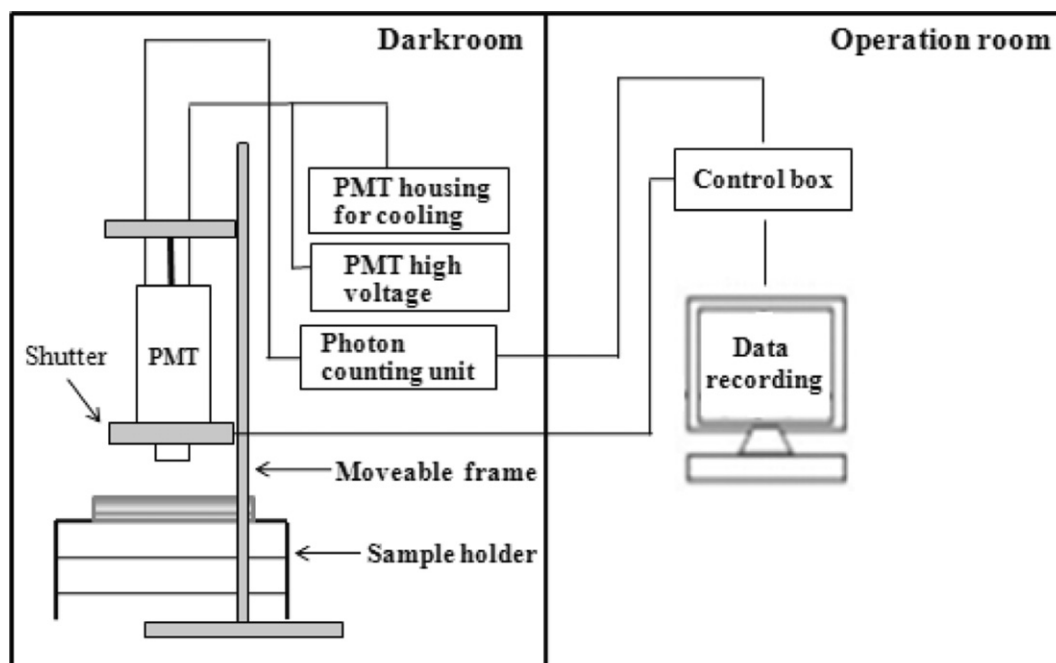 Darkroom
Operation room
PMT housing
for cooling
Control box
PMT high
voltage
Shutter
PMT
Photon
counting unit
Data
recording
Moveable frame
Sample holder